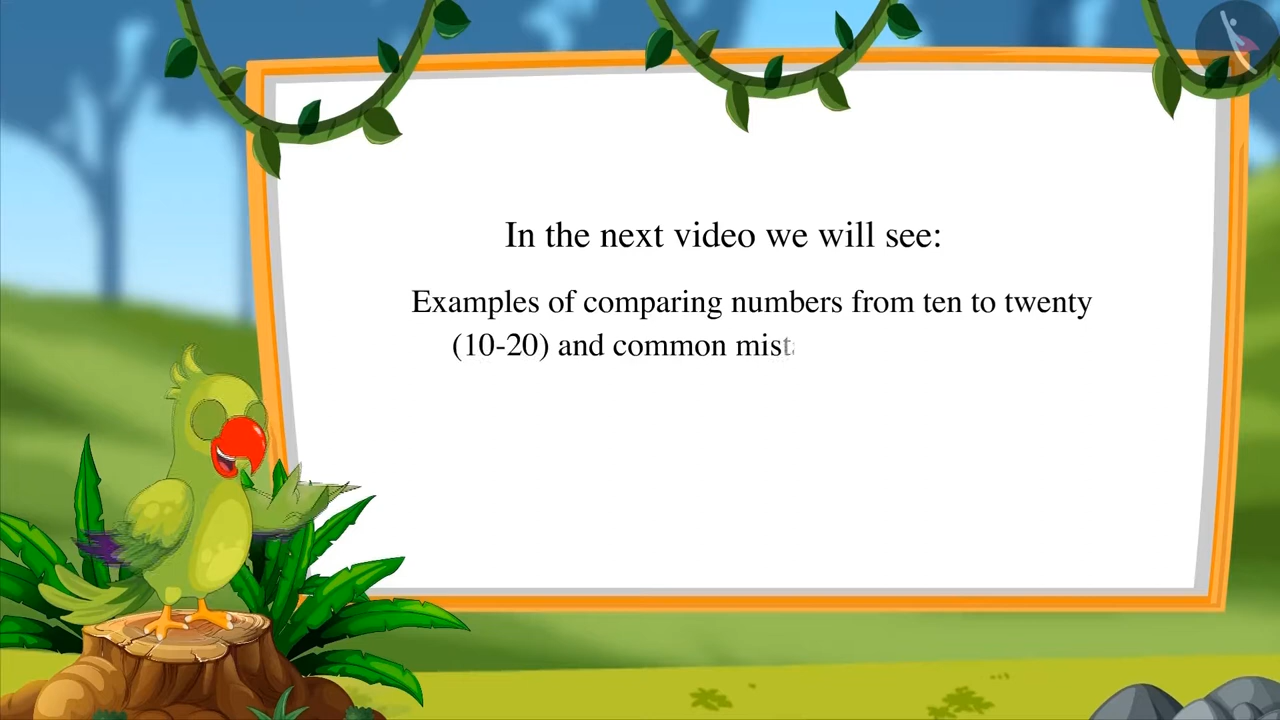 In the next video we will see:
Examples of comparing numbers from ten to twenty
(10-20) and common mist